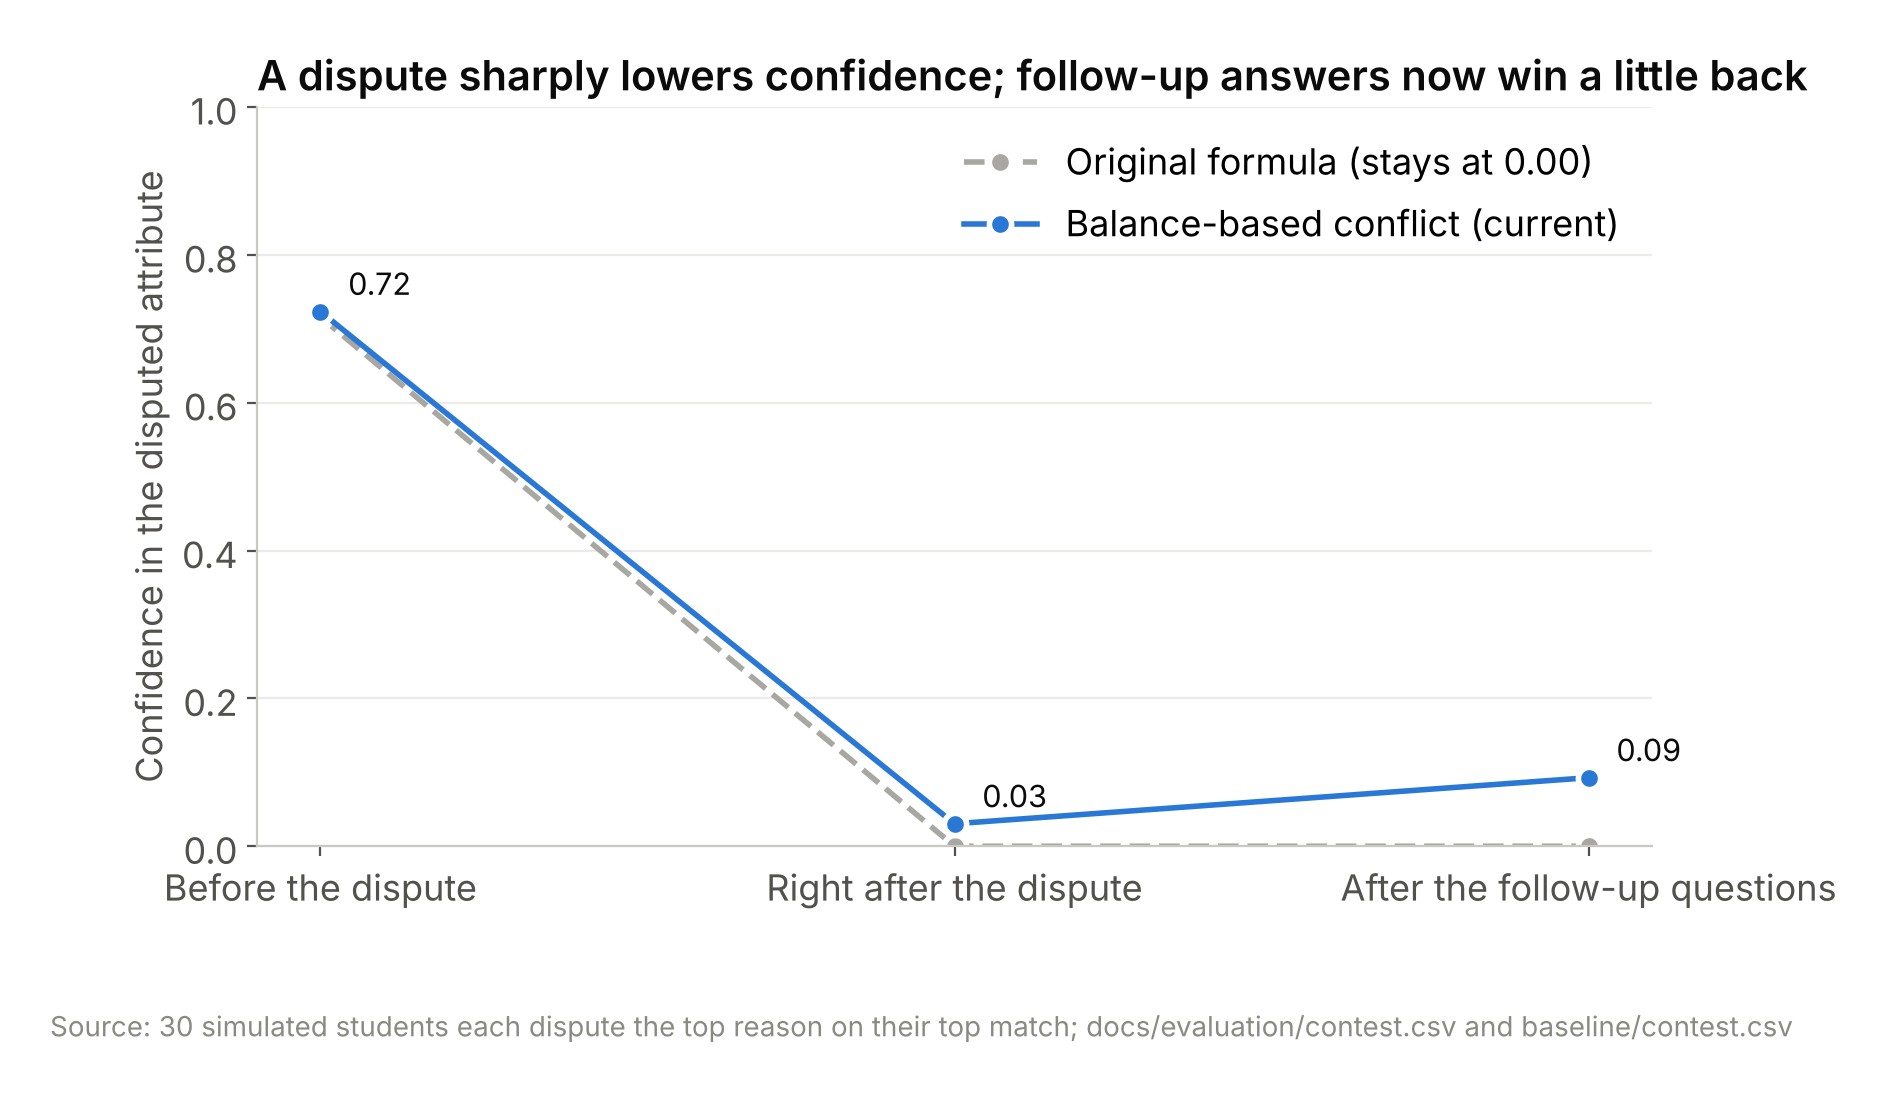 A dispute sharply lowers confidence; follow-up answers now win a little back
Original formula (stays at 0.00)
Balance-based conflict (current)
Confidence in the disputed attribute
1.0
0.8
0.6
0.4
0.2
0.0
0.72
0.03
0.09
Before the dispute
Right after the dispute
After the follow-up questions
Source: 30 simulated students each dispute the top reason on their top match; docs/evaluation/contest.csv and baseline/contest.csv